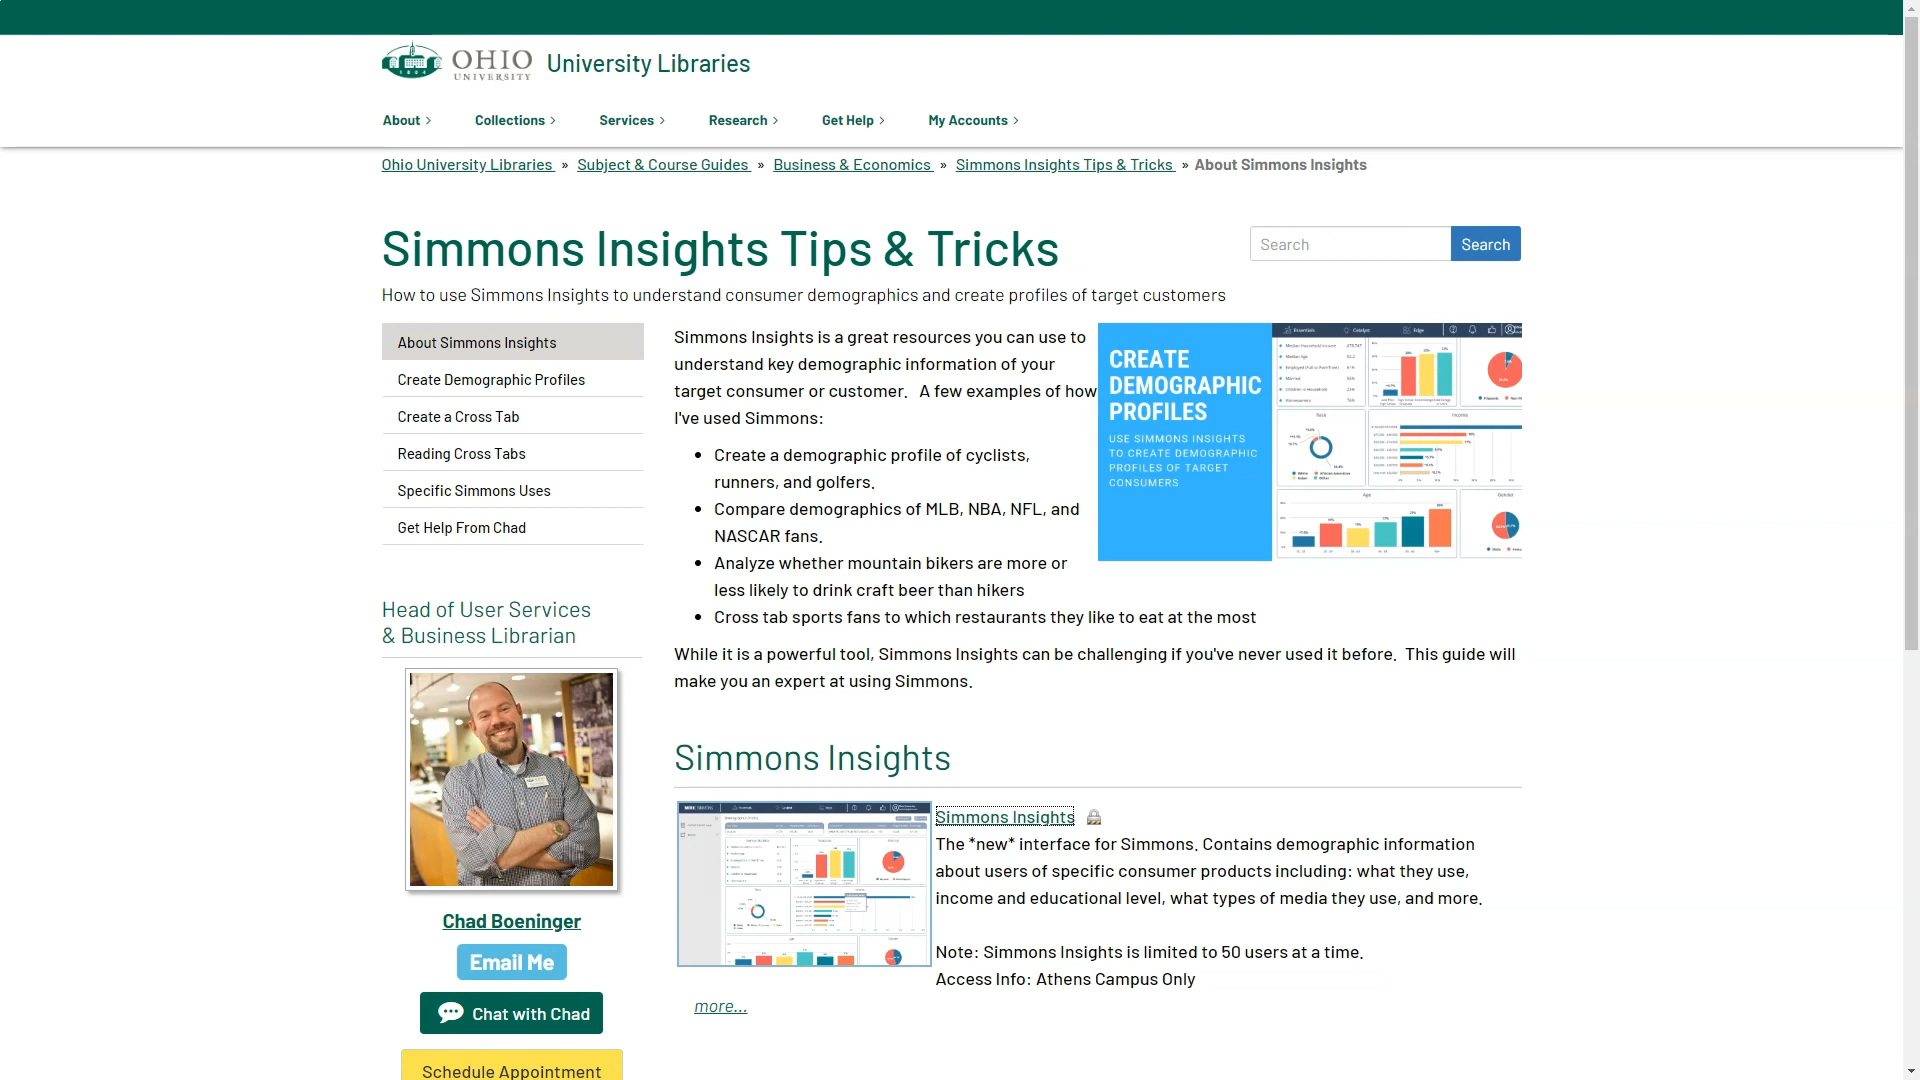 OHIO UNIVERSITY University Libraries
About Collections Services Research Get Help My Accounts
Ohio University Libraries » Subject & Course Guides » Business & Economics » Simmons Insights Tips & Tricks » About Simmons Insights
Simmons Insights Tips & Tricks
Search Search
How to use Simmons Insights to understand consumer demographics and create profiles of target customers
About Simmons Insights
Create Demographic Profiles
Create a Cross Tab
Reading Cross Tabs
Specific Simmons Uses
Get Help From Chad
Head of User Services
& Business Librarian
Chad Boeninger
Email Me
Chat with Chad
Schedule Appointment
Simmons Insights is a great resources you can use to
understand key demographic information of your
target consumer or customer. A few examples of how
I've used Simmons:
• Create a demographic profile of cyclists,
runners, and golfers.
• Compare demographics of MLB, NBA, NFL, and
NASCAR fans.
• Analyze whether mountain bikers are more or
less likely to drink craft beer than hikers
• Cross tab sports fans to which restaurants they like to eat at the most
CREATE
DEMOGRAPHIC
PROFILES
USE SIMMONS INSIGHTS
TO CREATE DEMOGRAPHIC
PROFILES OF TARGET
CONSUMERS
Essentials Catalyst Edge
Race
Income
Age
Gender
While it is a powerful tool, Simmons Insights can be challenging if you've never used it before. This guide will
make you an expert at using Simmons.
Simmons Insights
Simmons Insights
The *new* interface for Simmons. Contains demographic information
about users of specific consumer products including: what they use,
income and educational level, what types of media they use, and more.
Note: Simmons Insights is limited to 50 users at a time.
Access Info: Athens Campus Only
more...